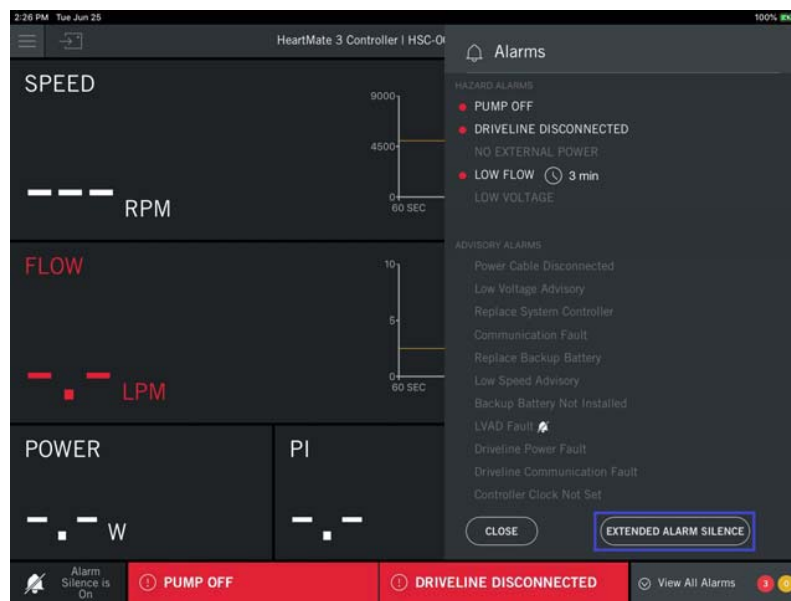 2:26 PM Tue Jun 25
100%
HeartMate 3 Controller | HSC-0
Alarms
SPEED
9000
4500
0
60 SEC
--- RPM
HAZARD ALARMS
PUMP OFF
DRIVELINE DISCONNECTED
NO EXTERNAL POWER
LOW FLOW 3 min
LOW VOLTAGE
FLOW
10
5
0
60 SEC
-.- LPM
ADVISORY ALARMS
Power Cable Disconnected
Low Voltage Advisory
Replace System Controller
Communication Fault
Replace Backup Battery
Low Speed Advisory
Backup Battery Not Installed
LVAD Fault
Driveline Power Fault
Driveline Communication Fault
Controller Clock Not Set
POWER
-.- W
PI
-.-
CLOSE
EXTENDED ALARM SILENCE
Alarm
Silence is
On
PUMP OFF
DRIVELINE DISCONNECTED
View All Alarms
3
0